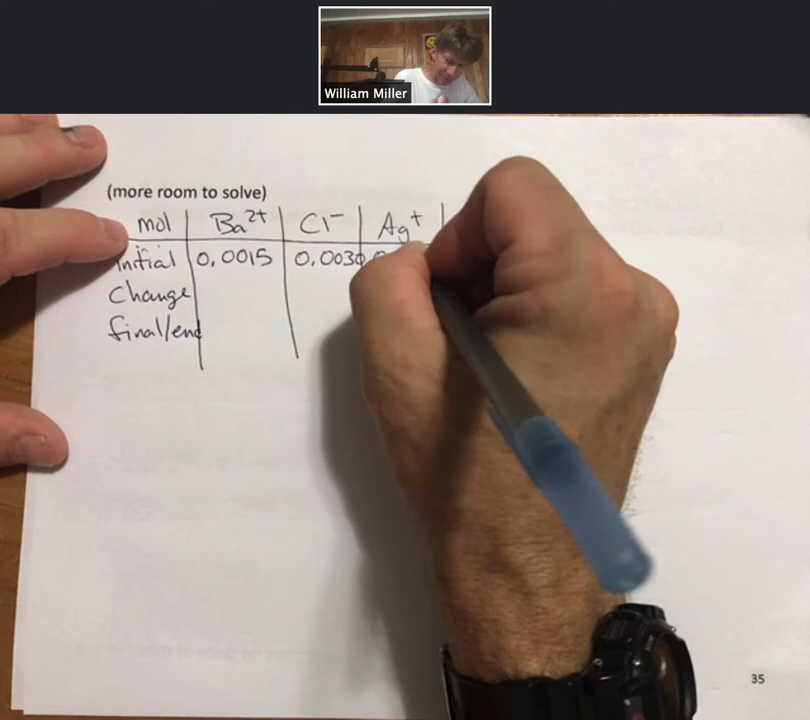 William Miller
(more room to solve)
mol Ba²⁺ Cl⁻ Ag⁺
initial 0.0015 0.0030
change
final/end
35